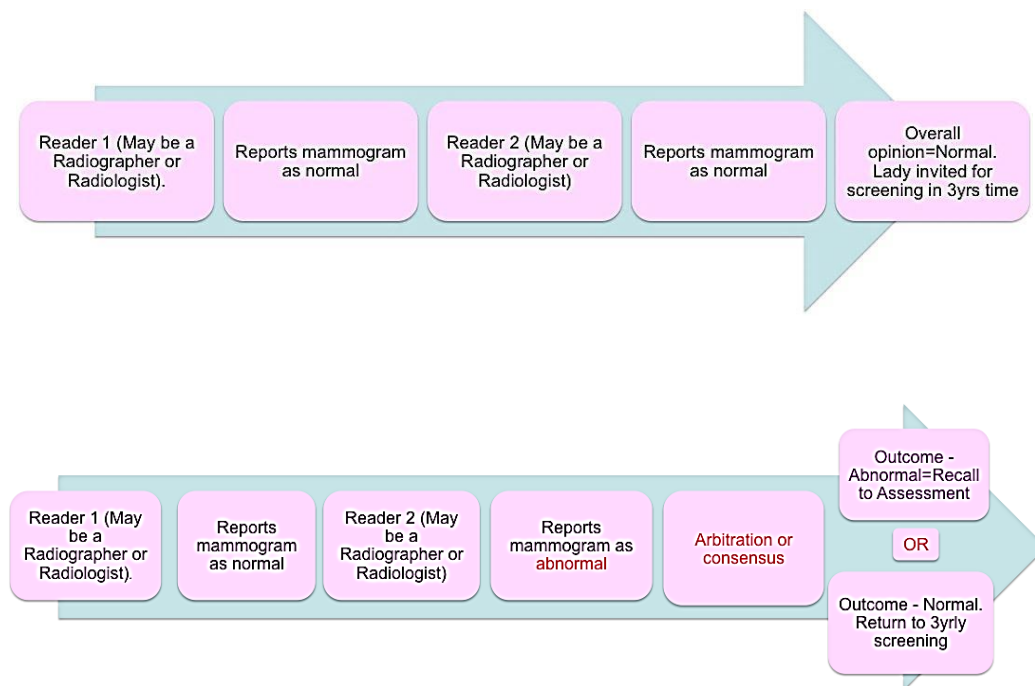 Reader 1 (May be a
Radiographer or
Radiologist).
Reports mammogram
as normal
Reader 2 (May be a
Radiographer or
Radiologist)
Reports mammogram
as normal
Overall
opinion=Normal.
Lady invited for
screening in 3yrs time
Reader 1 (May
be a
Radiographer or
Radiologist).
Reports
mammogram
as normal
Reader 2 (May
be a
Radiographer or
Radiologist)
Reports
mammogram as
abnormal
Arbitration or
consensus
Outcome -
Abnormal=Recall
to Assessment
OR
Outcome - Normal.
Return to 3yrly
screening